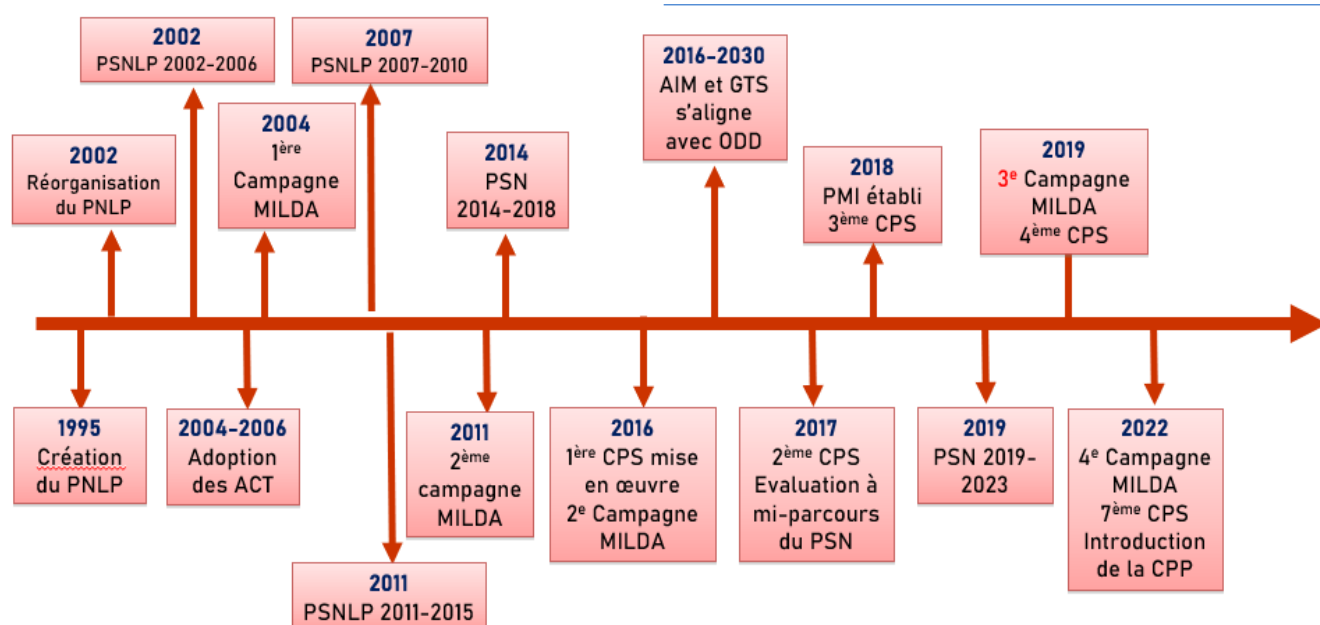 2002
PSNLP 2002-2006
2007
PSNLP 2007-2010
2016-2030
AIM et GTS
s'aligne
avec ODD
2002
Réorganisation
du PNLP
2004
1ère
Campagne
MILDA
2014
PSN
2014-2018
2018
PMI établi
3ème CPS
2019
3e Campagne
MILDA
4ème CPS
1995
Création
du PNLP
2004-2006
Adoption
des ACT
2011
2ème
campagne
MILDA
2016
1ère CPS mise
en œuvre
2e Campagne
MILDA
2017
2ème CPS
Evaluation à
mi-parcours
du PSN
2019
PSN 2019-
2023
2022
4e Campagne
MILDA
7ème CPS
Introduction
de la CPP
2011
PSNLP 2011-2015